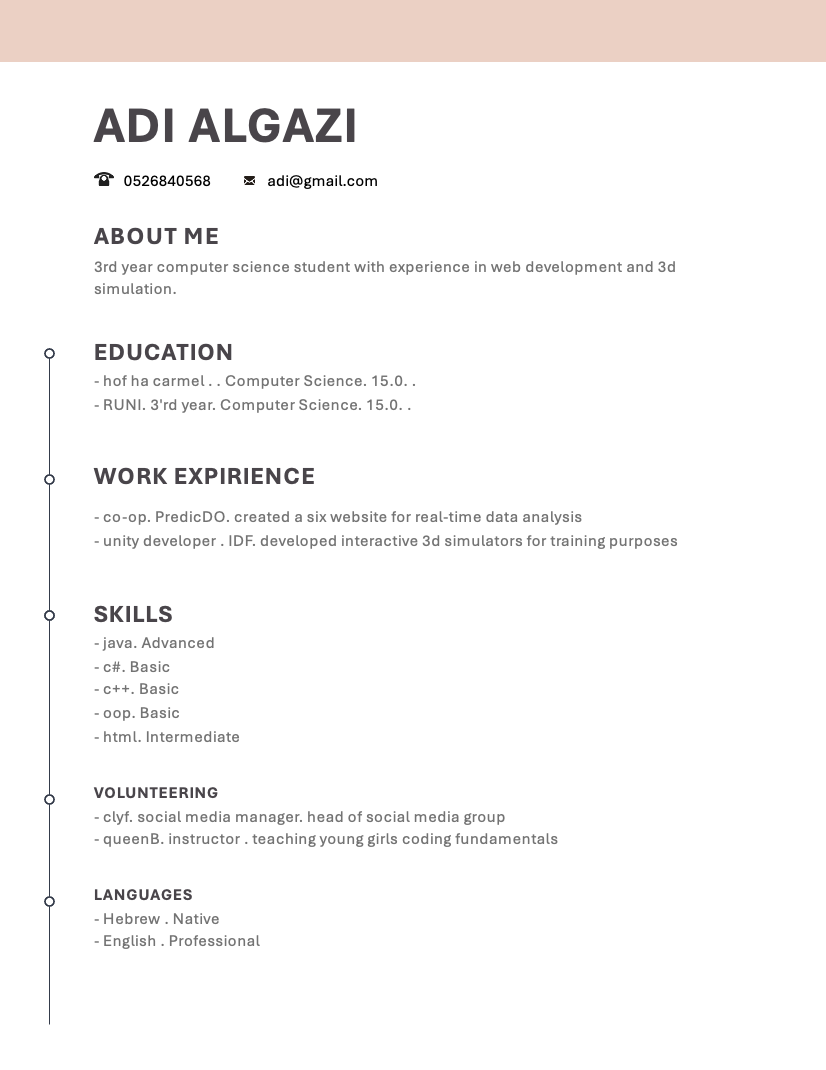 ADI ALGAZI
0526840568 adi@gmail.com
ABOUT ME
3rd year computer science student with experience in web development and 3d
simulation.
EDUCATION
- hof ha carmel . . Computer Science. 15.0. .
- RUNI. 3'rd year. Computer Science. 15.0. .
WORK EXPIRIENCE
- co-op. PredicDO. created a six website for real-time data analysis
- unity developer . IDF. developed interactive 3d simulators for training purposes
SKILLS
- java. Advanced
- c#. Basic
- c++. Basic
- oop. Basic
- html. Intermediate
VOLUNTEERING
- clyf. social media manager. head of social media group
- queenB. instructor . teaching young girls coding fundamentals
LANGUAGES
- Hebrew . Native
- English . Professional